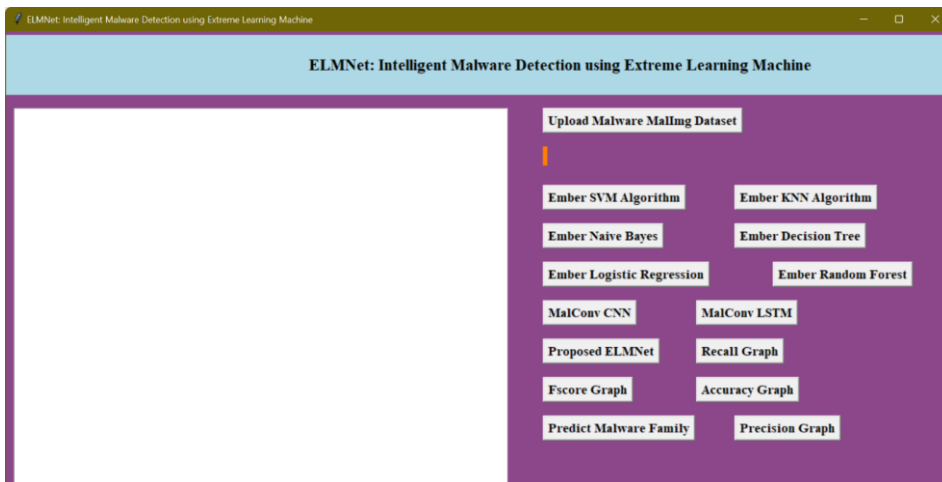 ELMNet: Intelligent Malware Detection using Extreme Learning Machine
ELMNet: Intelligent Malware Detection using Extreme Learning Machine
Upload Malware MalImg Dataset
Ember SVM Algorithm
Ember KNN Algorithm
Ember Naive Bayes
Ember Decision Tree
Ember Logistic Regression
Ember Random Forest
MalConv CNN
MalConv LSTM
Proposed ELMNet
Recall Graph
Fscore Graph
Accuracy Graph
Predict Malware Family
Precision Graph